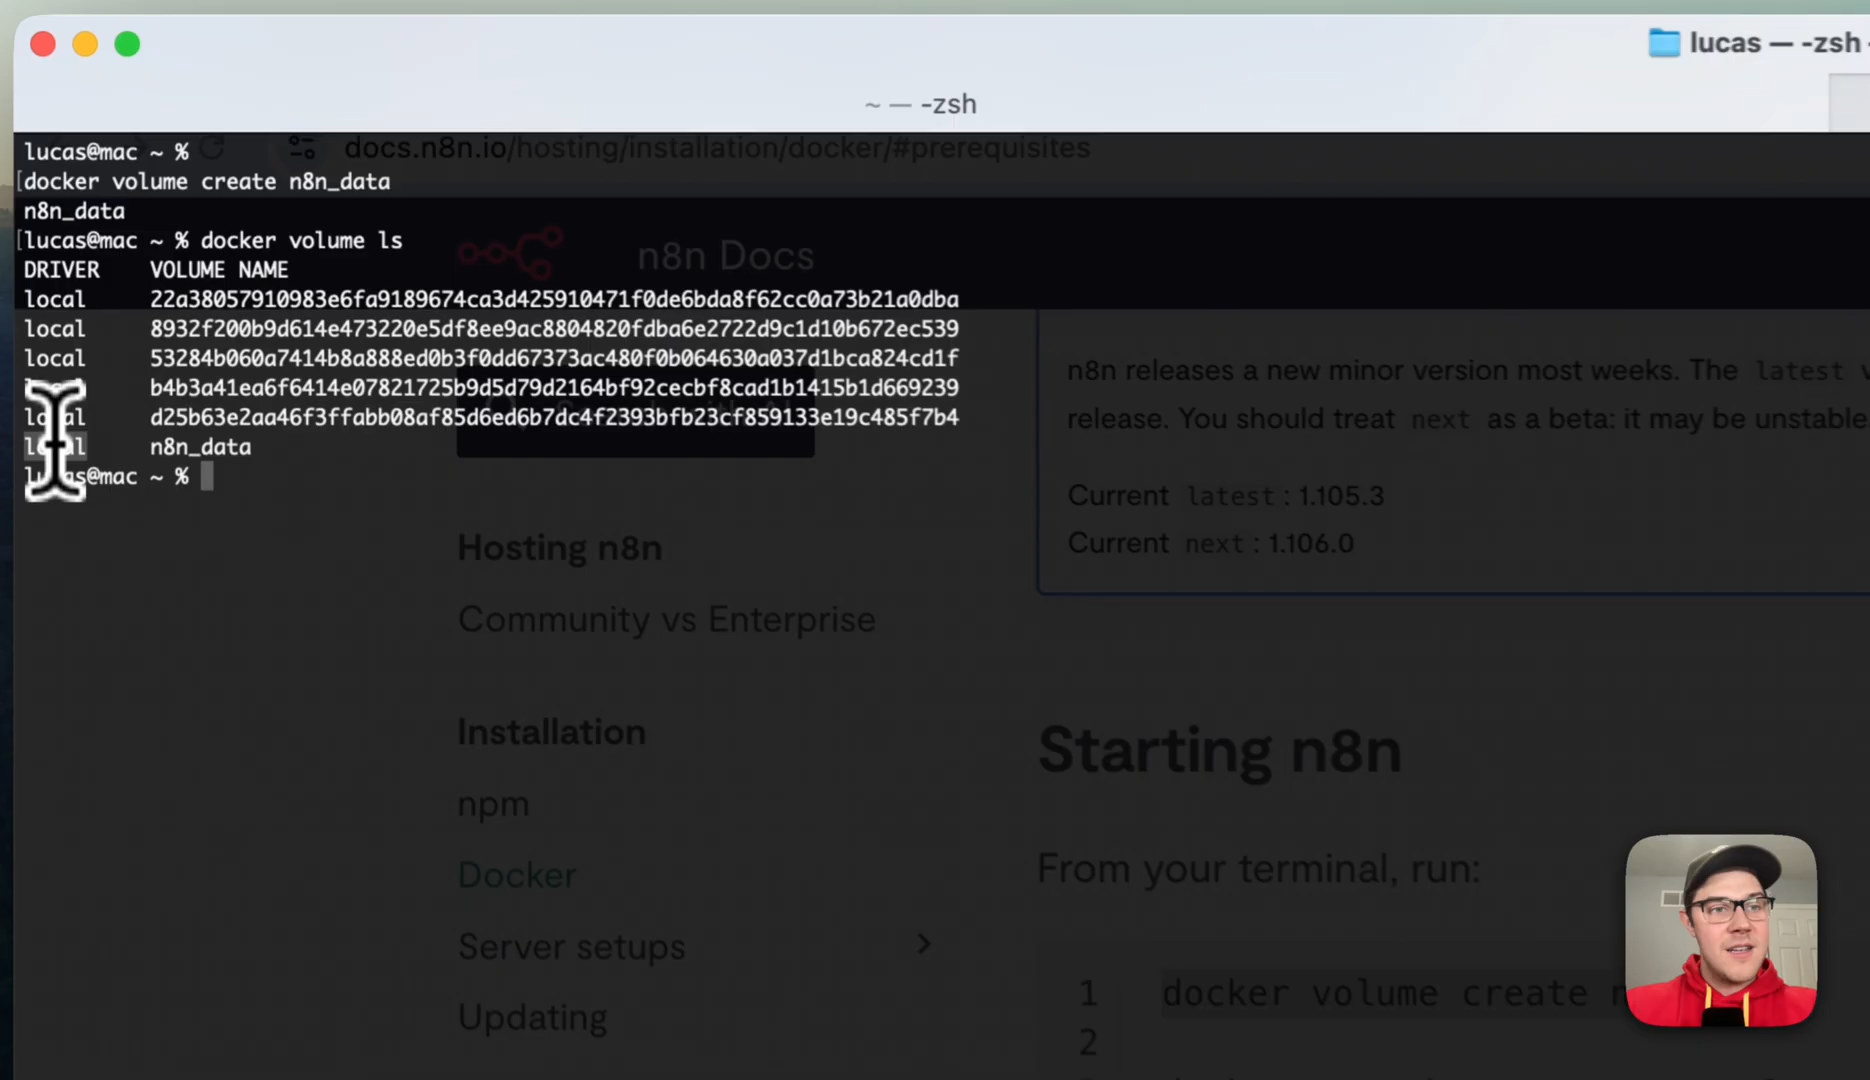 lucas — -zsh
~ — -zsh
lucas@mac ~ %
docs.n8n.io/hosting/installation/docker/#prerequisites
[docker volume create n8n_data
n8n_data
[lucas@mac ~ % docker volume ls
n8n Docs
DRIVER VOLUME NAME
local 22a38057910983e6fa9189674ca3d425910471f0de6bda8f62cc0a73b21a0dba
local 8932f200b9d614e473220e5df8ee9ac8804820fdba6e2722d9c1d10b672ec539
local 53284b060a7414b8a888ed0b3f0dd67373ac480f0b064630a037d1bca824cd1f
b4b3a41ea6f6414e07821725b9d5d79d2164bf92cecbf8cad1b1415b1d669239
local d25b63e2aa46f3ffabb08af85d6ed6b7dc4f2393bfb23cf859133e19c485f7b4
local n8n_data
lucas@mac ~ %
n8n releases a new minor version most weeks. The latest
release. You should treat next as a beta: it may be unstable.
Current latest: 1.105.3
Current next: 1.106.0
Hosting n8n
Community vs Enterprise
Installation
npm
Docker
Server setups
Updating
Starting n8n
From your terminal, run:
1 docker volume create
2